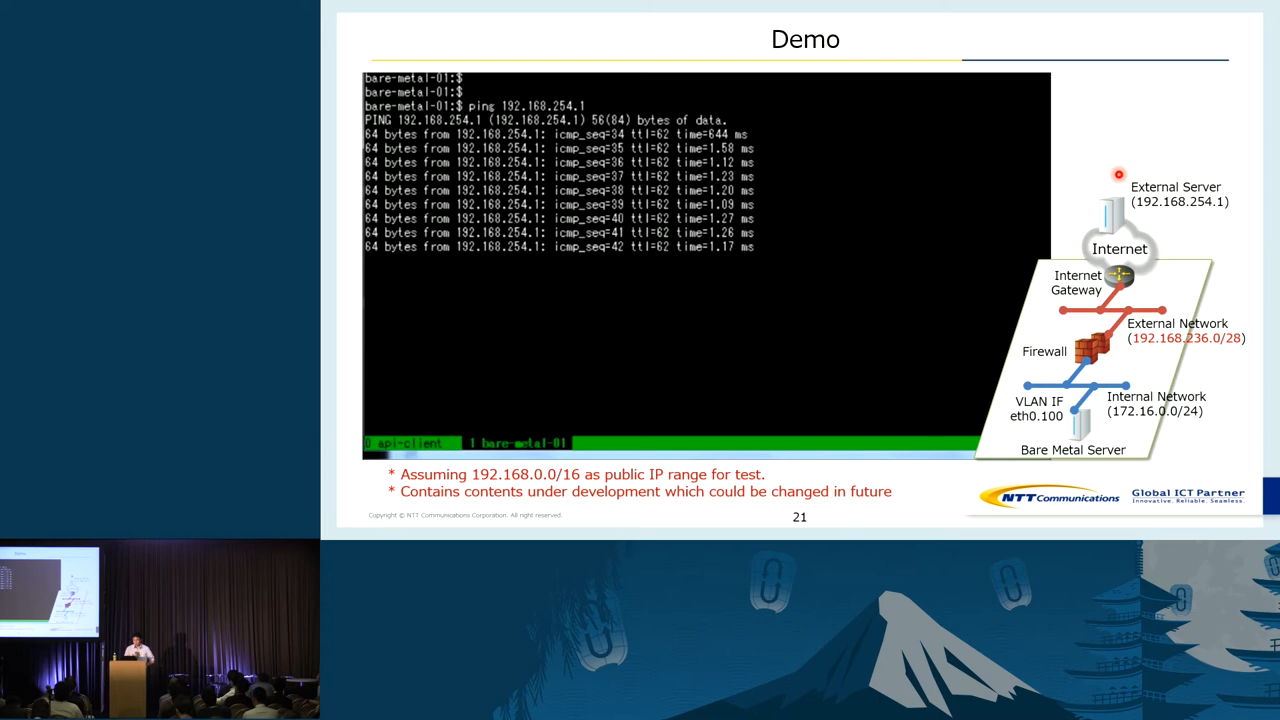 Demo
bare-metal-01:$
bare-metal-01:$
bare-metal-01:$ ping 192.168.254.1
PING 192.168.254.1 (192.168.254.1) 56(84) bytes of data.
64 bytes from 192.168.254.1: icmp_seq=34 ttl=62 time=644 ms
64 bytes from 192.168.254.1: icmp_seq=35 ttl=62 time=1.58 ms
64 bytes from 192.168.254.1: icmp_seq=36 ttl=62 time=1.12 ms
64 bytes from 192.168.254.1: icmp_seq=37 ttl=62 time=1.23 ms
64 bytes from 192.168.254.1: icmp_seq=38 ttl=62 time=1.20 ms
64 bytes from 192.168.254.1: icmp_seq=39 ttl=62 time=1.09 ms
64 bytes from 192.168.254.1: icmp_seq=40 ttl=62 time=1.27 ms
64 bytes from 192.168.254.1: icmp_seq=41 ttl=62 time=1.26 ms
64 bytes from 192.168.254.1: icmp_seq=42 ttl=62 time=1.17 ms
0 api-client 1 bare-metal-01
External Server
(192.168.254.1)
Internet
Internet
Gateway
External Network
(192.168.236.0/28)
Firewall
VLAN IF
eth0.100
Internal Network
(172.16.0.0/24)
Bare Metal Server
* Assuming 192.168.0.0/16 as public IP range for test.
* Contains contents under development which could be changed in future
NTT Communications
Global ICT Partner
Innovative. Reliable. Seamless.
Copyright © NTT Communications Corporation. All right reserved.
21